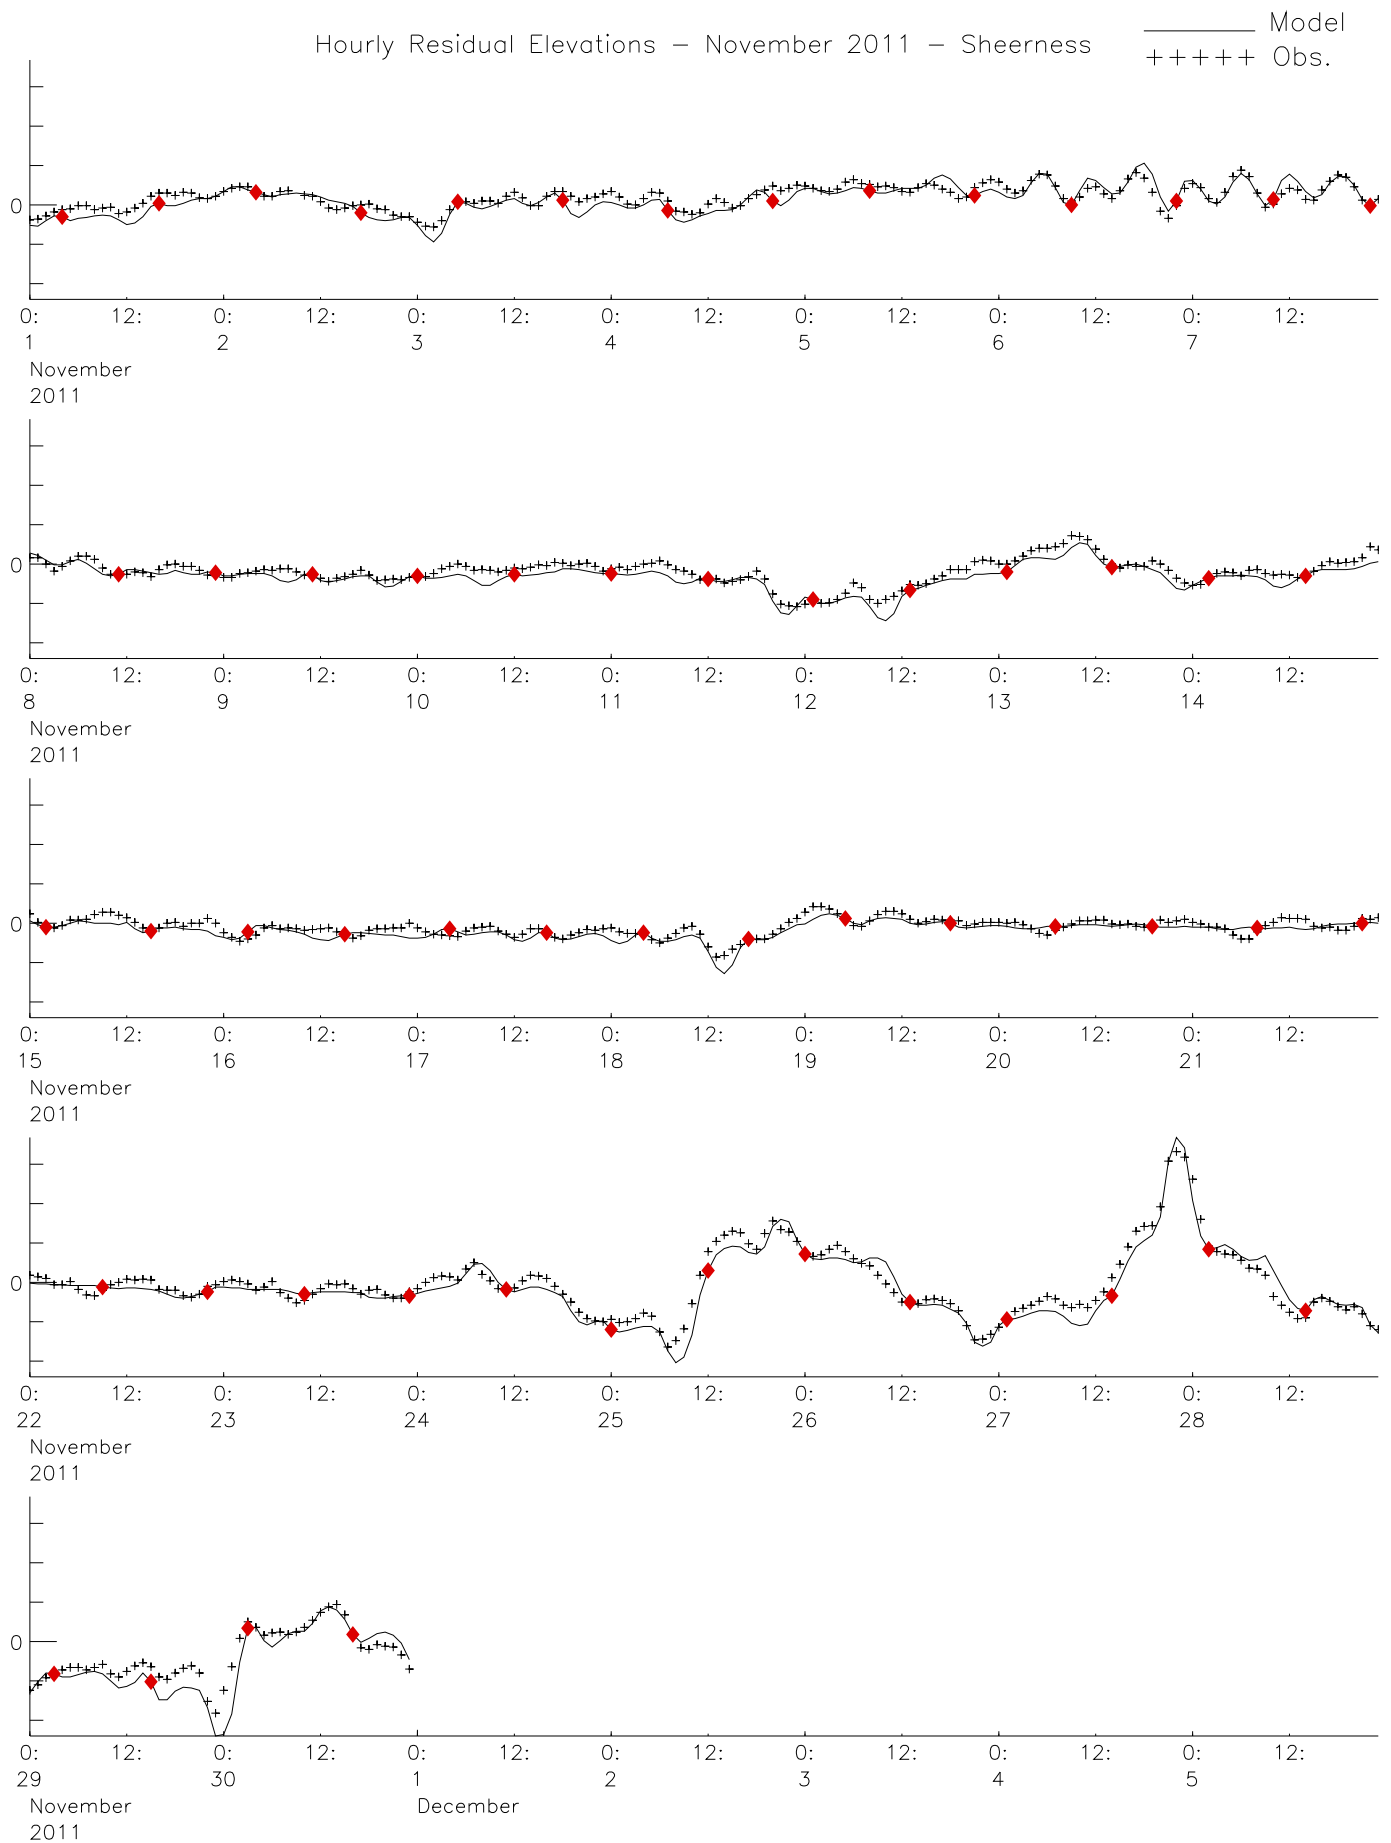 Hourly Residual Elevations – November 2011 – Sheerness
Model
+++++ Obs.
0
0: 12: 0: 12: 0: 12: 0: 12: 0: 12: 0: 12: 0: 12:
1 2 3 4 5 6 7
November
2011
0
0: 12: 0: 12: 0: 12: 0: 12: 0: 12: 0: 12: 0: 12:
8 9 10 11 12 13 14
November
2011
0
0: 12: 0: 12: 0: 12: 0: 12: 0: 12: 0: 12: 0: 12:
15 16 17 18 19 20 21
November
2011
0
0: 12: 0: 12: 0: 12: 0: 12: 0: 12: 0: 12: 0: 12:
22 23 24 25 26 27 28
November
2011
0
0: 12: 0: 12: 0: 12: 0: 12: 0: 12: 0: 12: 0: 12:
29 30 1 2 3 4 5
November December
2011